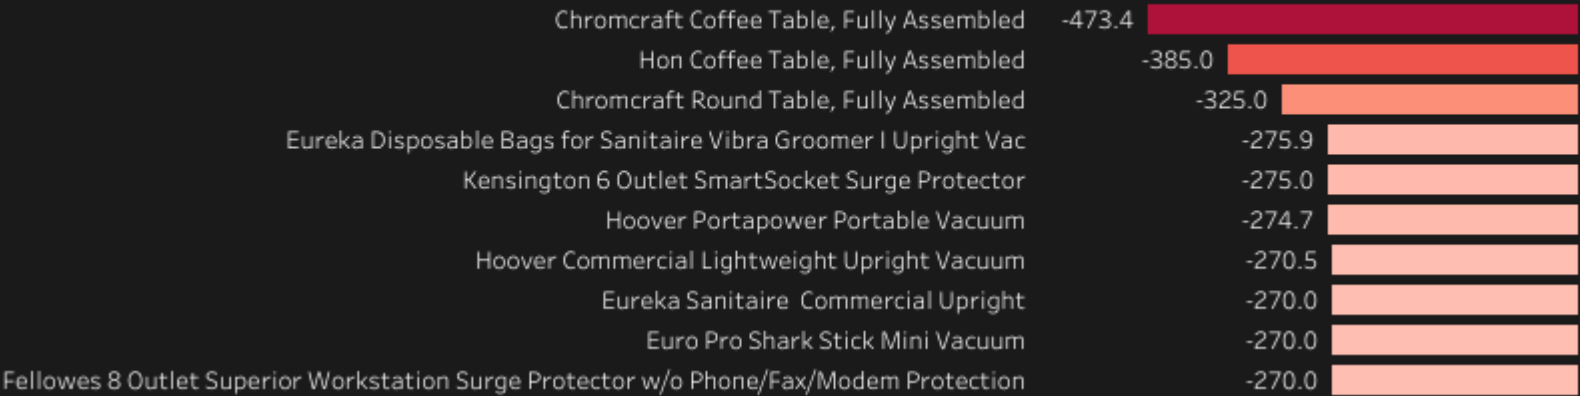 Chromcraft Coffee Table, Fully Assembled -473.4
Hon Coffee Table, Fully Assembled -385.0
Chromcraft Round Table, Fully Assembled -325.0
Eureka Disposable Bags for Sanitaire Vibra Groomer I Upright Vac -275.9
Kensington 6 Outlet SmartSocket Surge Protector -275.0
Hoover Portapower Portable Vacuum -274.7
Hoover Commercial Lightweight Upright Vacuum -270.5
Eureka Sanitaire  Commercial Upright -270.0
Euro Pro Shark Stick Mini Vacuum -270.0
Fellowes 8 Outlet Superior Workstation Surge Protector w/o Phone/Fax/Modem Protection -270.0